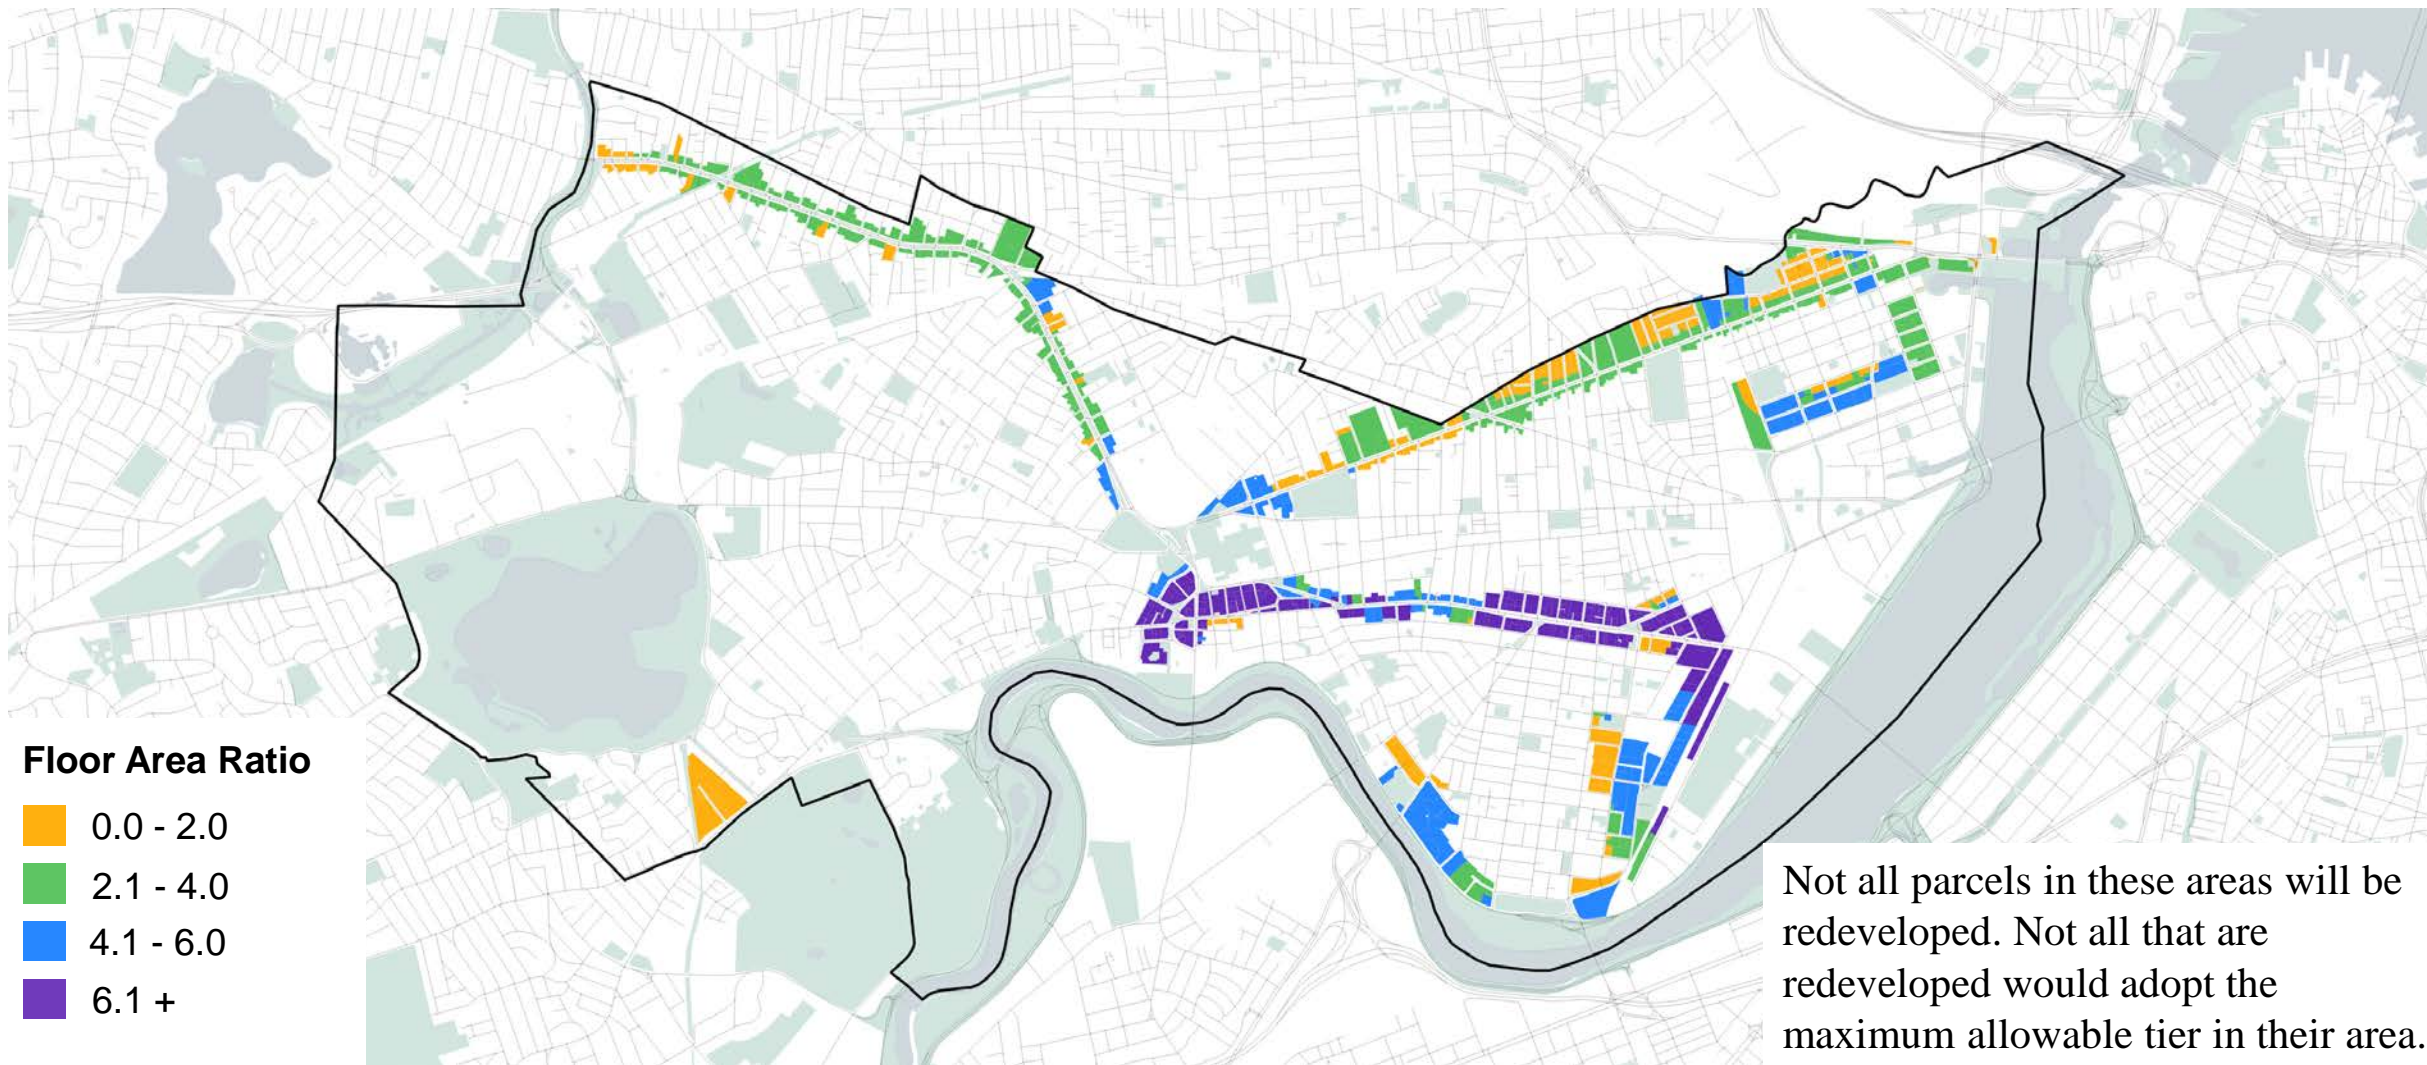 Floor Area Ratio
0.0 - 2.0
2.1 - 4.0
4.1 - 6.0
6.1 +
Not all parcels in these areas will be
redeveloped. Not all that are
redeveloped would adopt the
maximum allowable tier in their area.